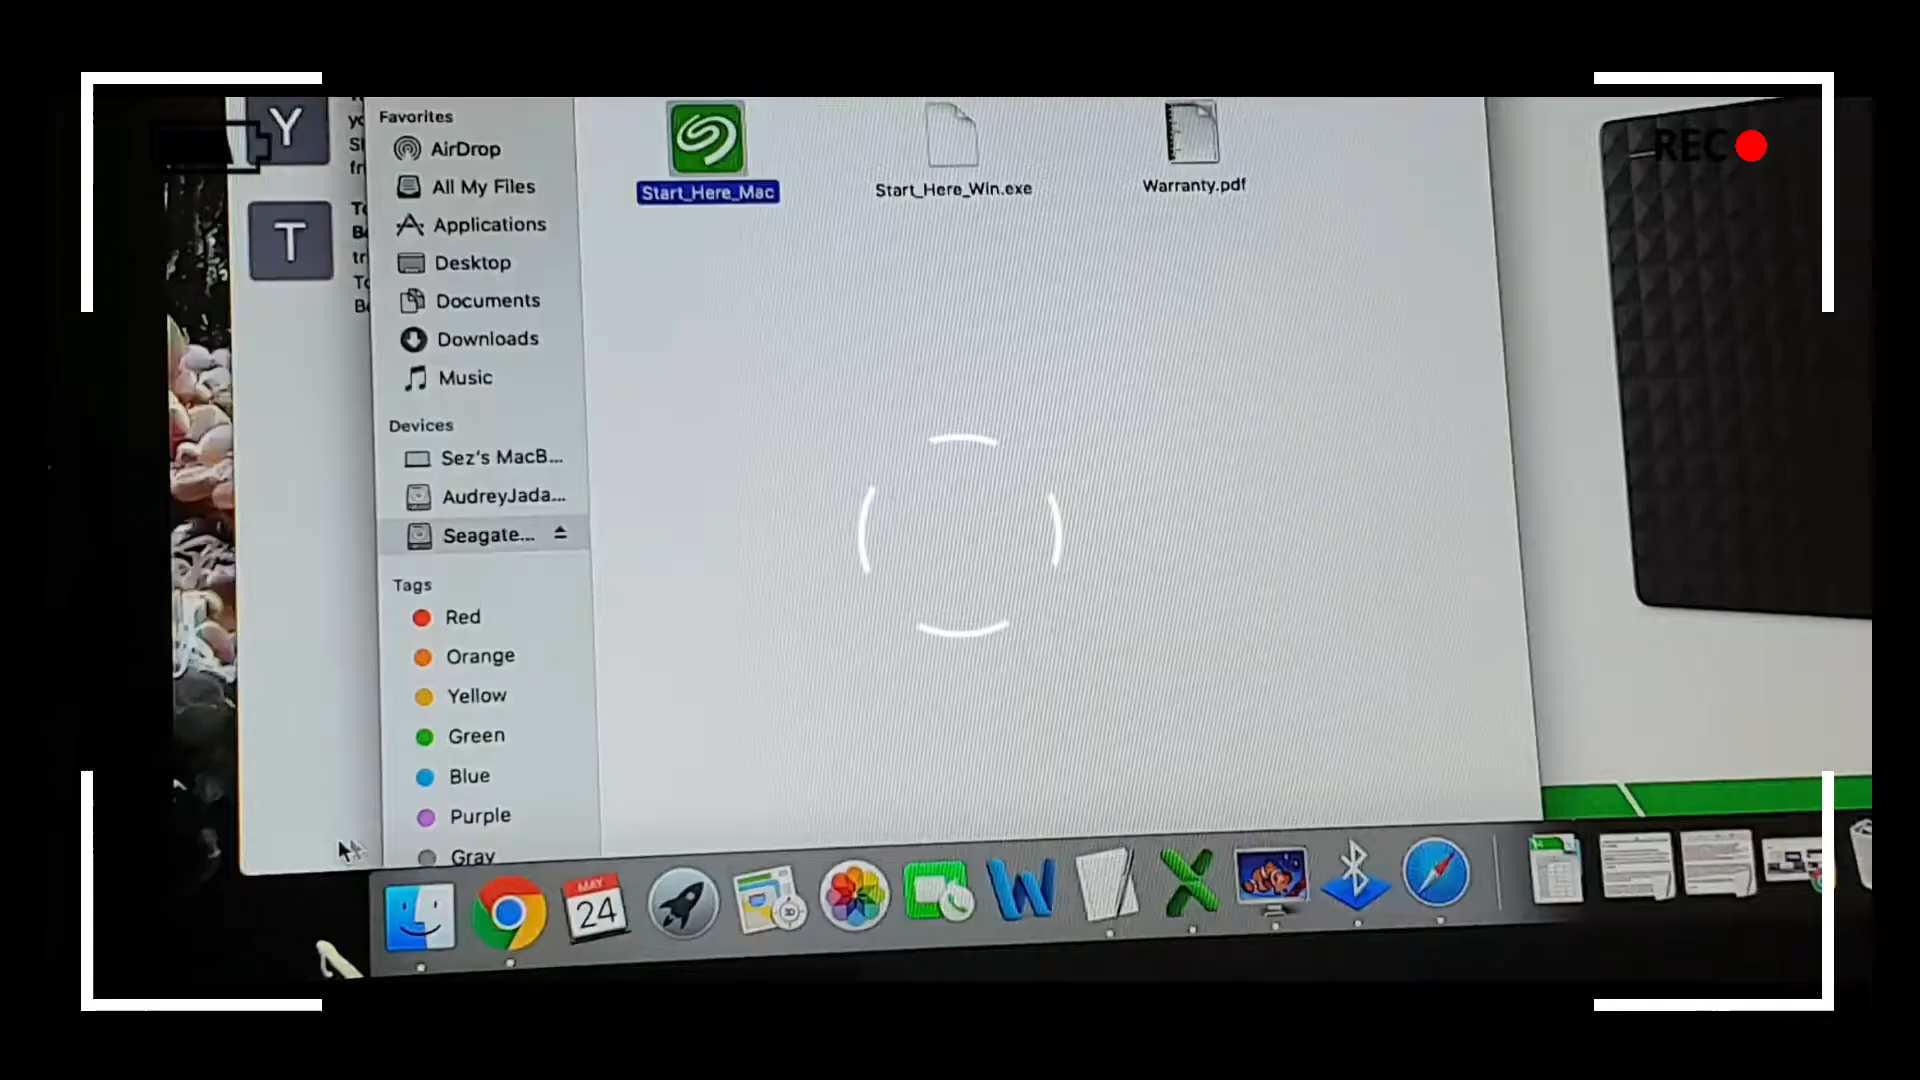 REC
Y
T
Favorites
AirDrop
All My Files
Applications
Desktop
Documents
Downloads
Music
Devices
Sez's MacB...
AudreyJada...
Seagate...
Tags
Red
Orange
Yellow
Green
Blue
Purple
Gray
Start_Here_Mac
Start_Here_Win.exe
Warranty.pdf
MAY
24